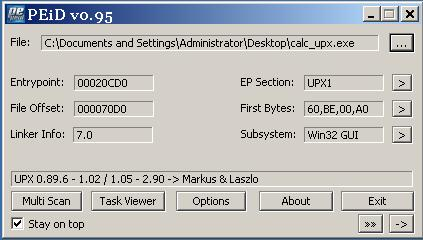 PEiD v0.95
File: C:\Documents and Settings\Administrator\Desktop\calc_upx.exe ...
Entrypoint: 00020CD0 EP Section: UPX1 >
File Offset: 000070D0 First Bytes: 60,BE,00,A0 >
Linker Info: 7.0 Subsystem: Win32 GUI >
UPX 0.89.6 - 1.02 / 1.05 - 2.90 -> Markus & Laszlo
Multi Scan Task Viewer Options About Exit
Stay on top >> ->